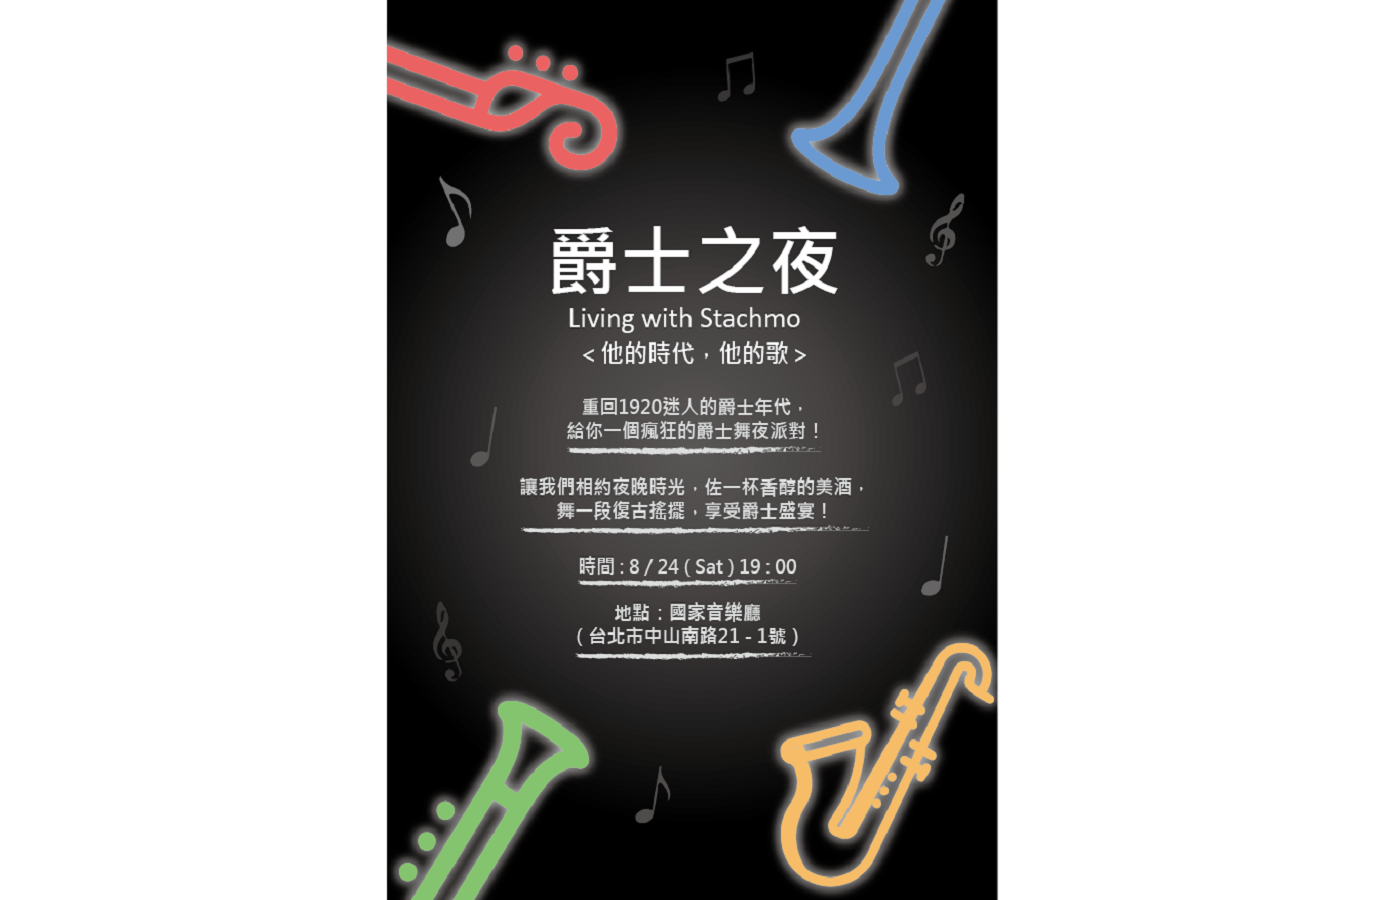 爵士之夜
Living with Stachmo
< 他的時代，他的歌 >
重回1920迷人的爵士年代，
給你一個瘋狂的爵士舞夜派對！
讓我們相約夜晚時光，佐一杯香醇的美酒，
舞一段復古搖擺，享受爵士盛宴！
時間 : 8 / 24 ( Sat ) 19 : 00
地點：國家音樂廳
( 台北市中山南路21 - 1號 )